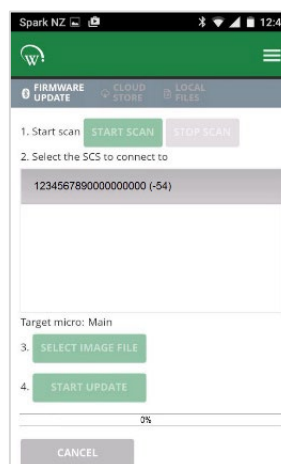 Spark NZ 12:4
W
FIRMWARE UPDATE CLOUD STORE LOCAL FILES
1. Start scan START SCAN STOP SCAN
2. Select the SCS to connect to
1234567890000000000 (-54)
Target micro: Main
3. SELECT IMAGE FILE
4. START UPDATE
0%
CANCEL